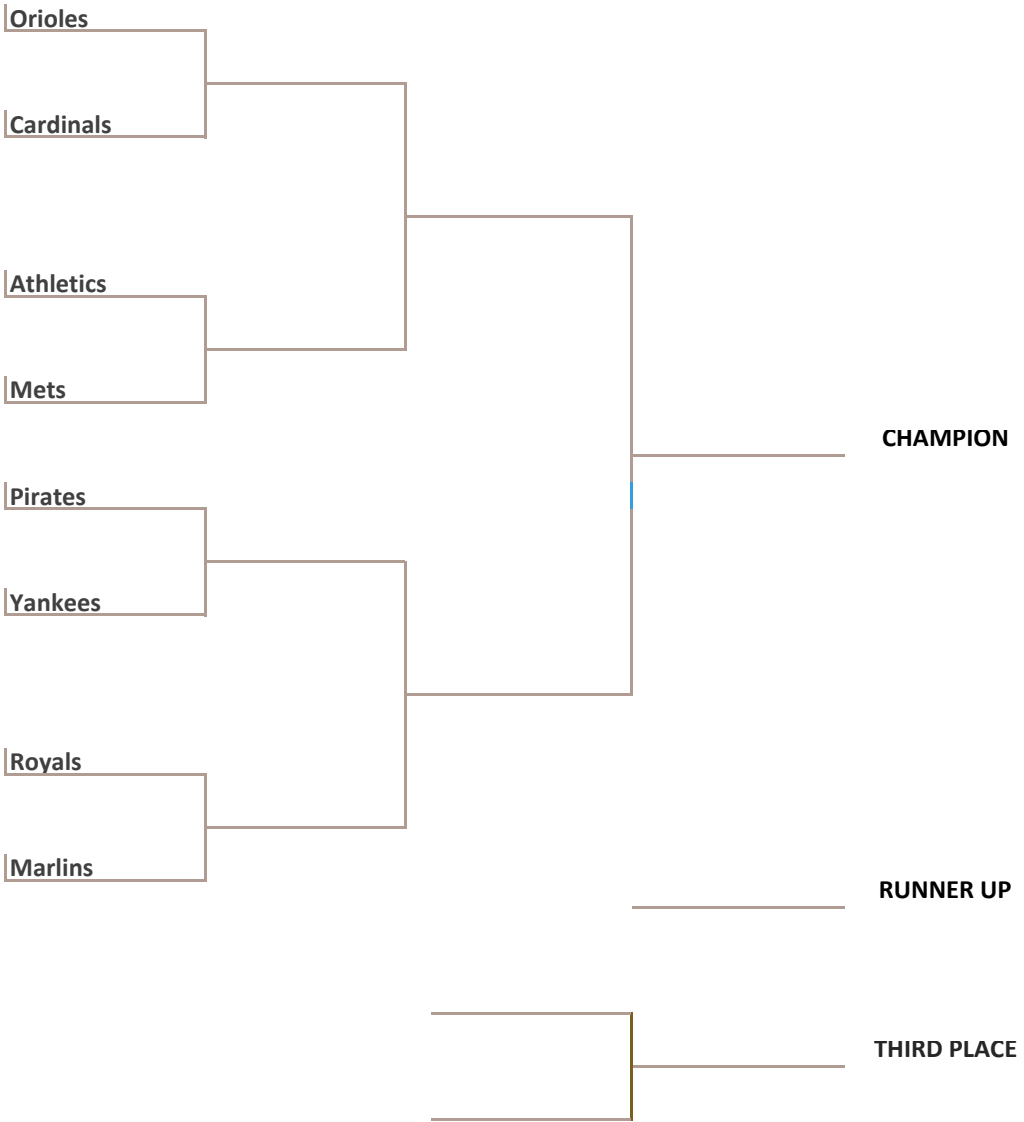 Orioles
Cardinals
Athletics
Mets
CHAMPION
Pirates
Yankees
Royals
Marlins
RUNNER UP
THIRD PLACE